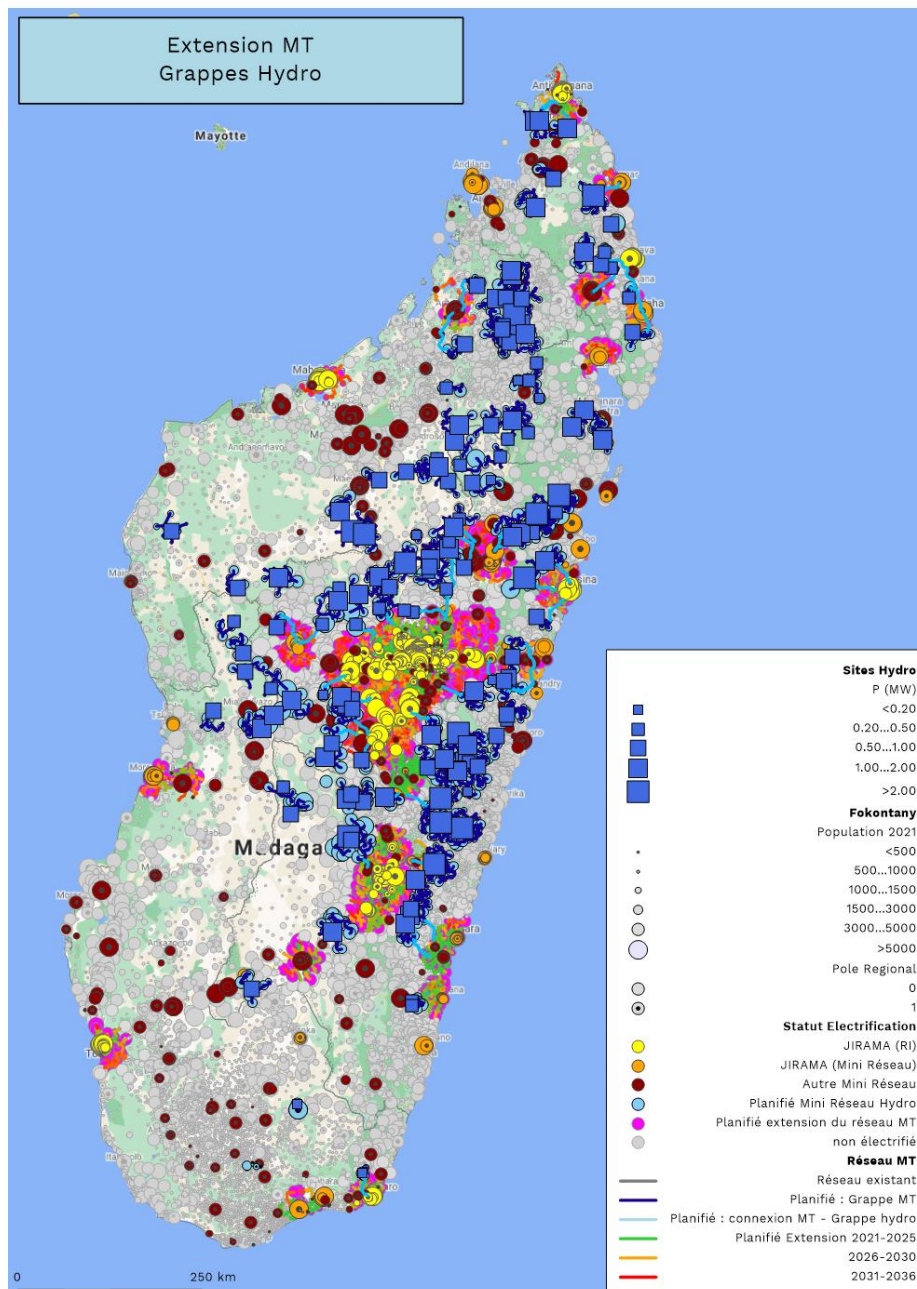 Extension MT
Grappes Hydro
Mayotte
Andilana
Sites Hydro
P (MW)
<0.20
0.20...0.50
0.50...1.00
1.00...2.00
>2.00
Fokontany
Population 2021
<500
500...1000
1000...1500
1500...3000
3000...5000
>5000
Pole Regional
0
1
Statut Electrification
JIRAMA (RI)
JIRAMA (Mini Réseau)
Autre Mini Réseau
Planifié Mini Réseau Hydro
Planifié extension du réseau MT
non électrifié
Réseau MT
Réseau existant
Planifié : Grappe MT
Planifié : connexion MT - Grappe hydro
Planifié Extension 2021-2025
2026-2030
2031-2036
0
250 km